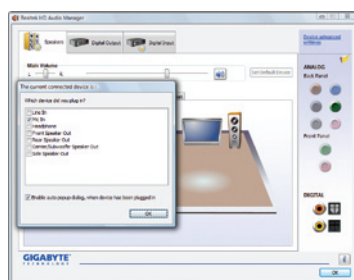 Realtek HD Audio Manager
Speakers
Digital Output
Digital Input
Device advanced settings
Main Volume
L
R
Set Default Device
ANALOG
Back Panel
The current connected device is :
Which device did you plug in?
Line In
Mic In
Headphone
Front Speaker Out
Rear Speaker Out
Center/Subwoofer Speaker Out
Side Speaker Out
Front Panel
Enable auto popup dialog, when device has been plugged in
OK
DIGITAL
GIGABYTE
TECHNOLOGY
i
OK